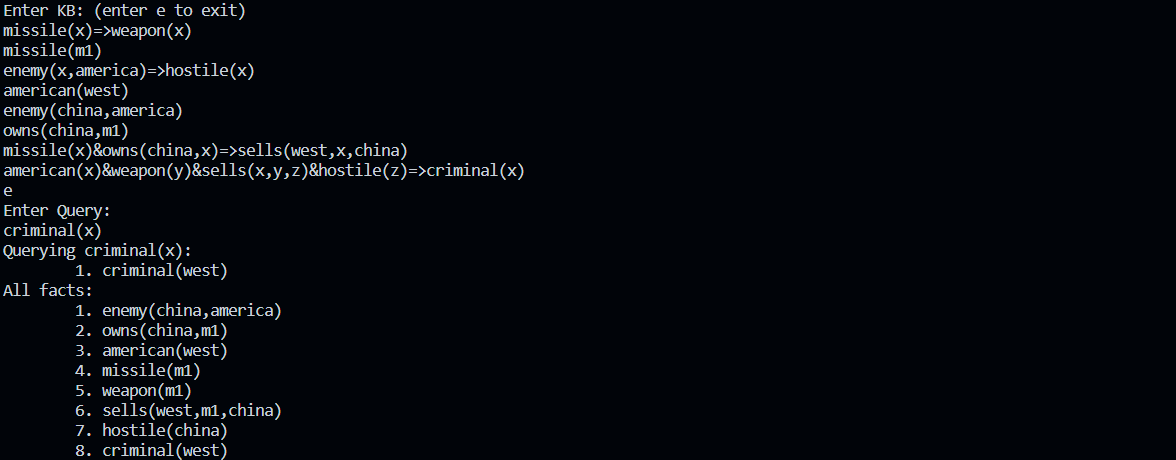 Enter KB: (enter e to exit)
missile(x)=>weapon(x)
missile(m1)
enemy(x,america)=>hostile(x)
american(west)
enemy(china,america)
owns(china,m1)
missile(x)&owns(china,x)=>sells(west,x,china)
american(x)&weapon(y)&sells(x,y,z)&hostile(z)=>criminal(x)
e
Enter Query:
criminal(x)
Querying criminal(x):
1. criminal(west)
All facts:
1. enemy(china,america)
2. owns(china,m1)
3. american(west)
4. missile(m1)
5. weapon(m1)
6. sells(west,m1,china)
7. hostile(china)
8. criminal(west)